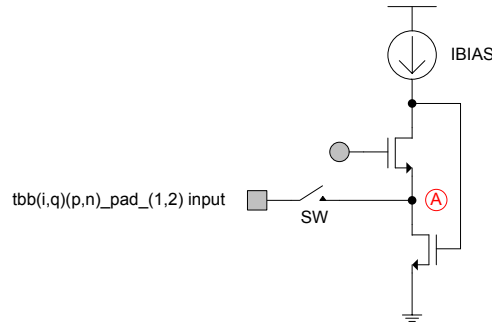 IBIAS
A
tbb(i,q)(p,n)_pad_(1,2) input
SW